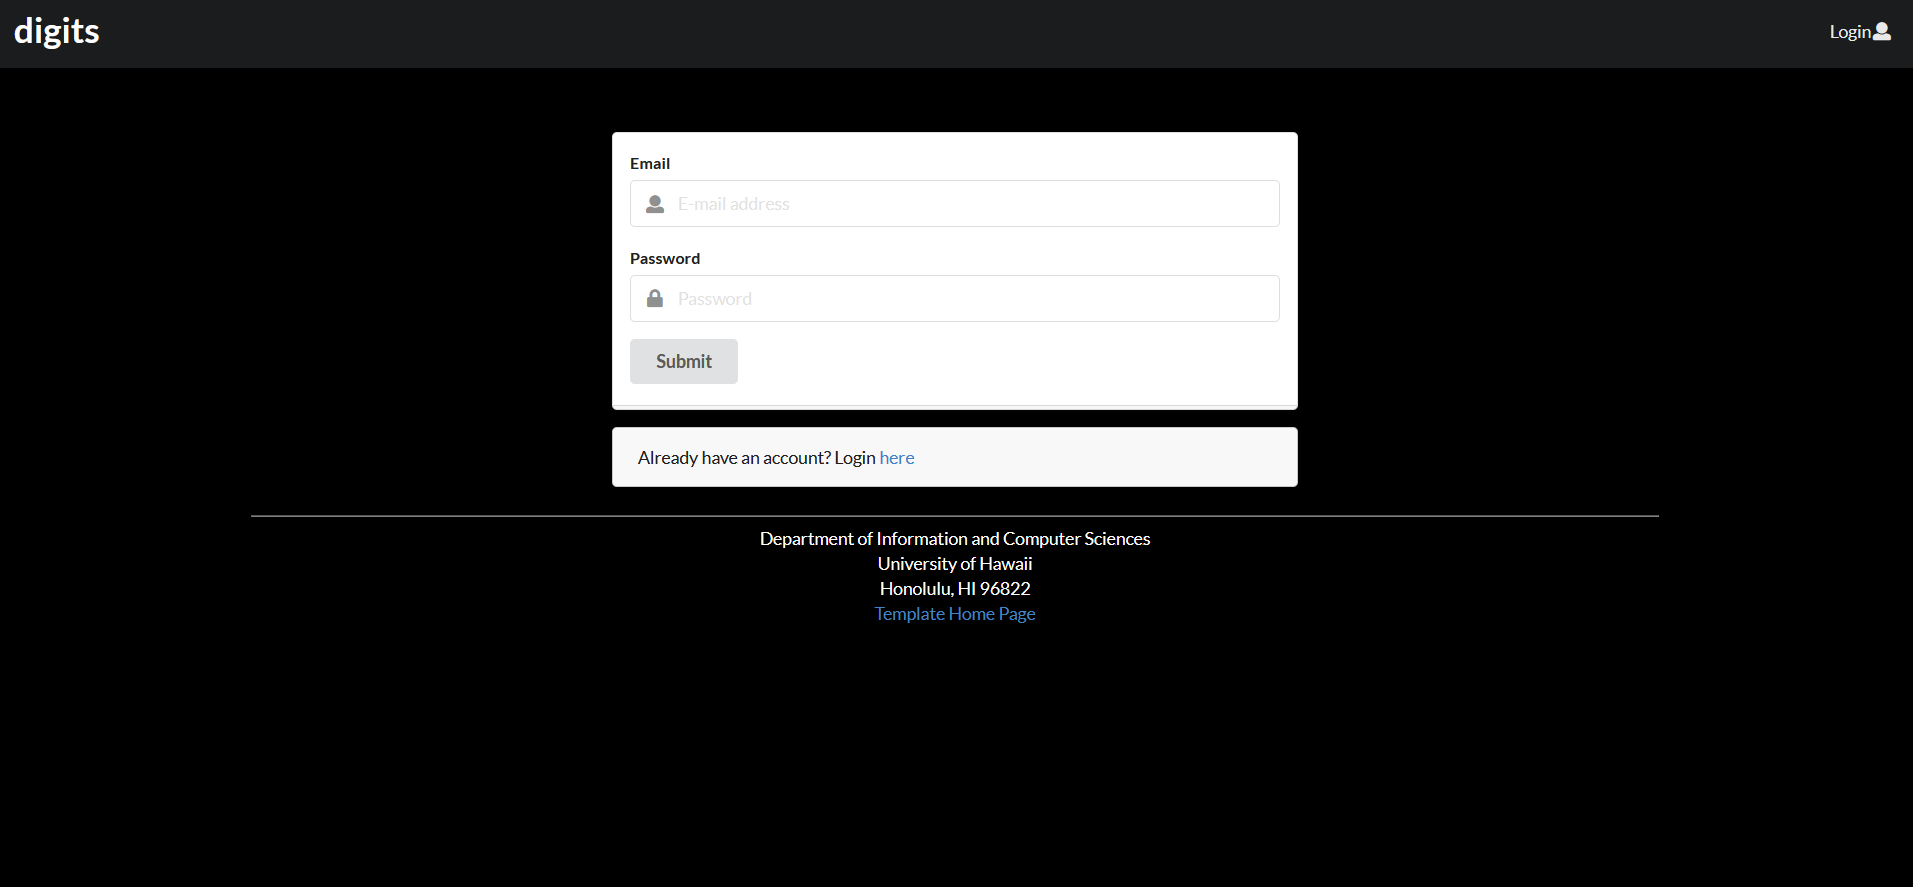 digits
Login
Email
E-mail address
Password
Password
Submit
Already have an account? Login here
Department of Information and Computer Sciences
University of Hawaii
Honolulu, HI 96822
Template Home Page